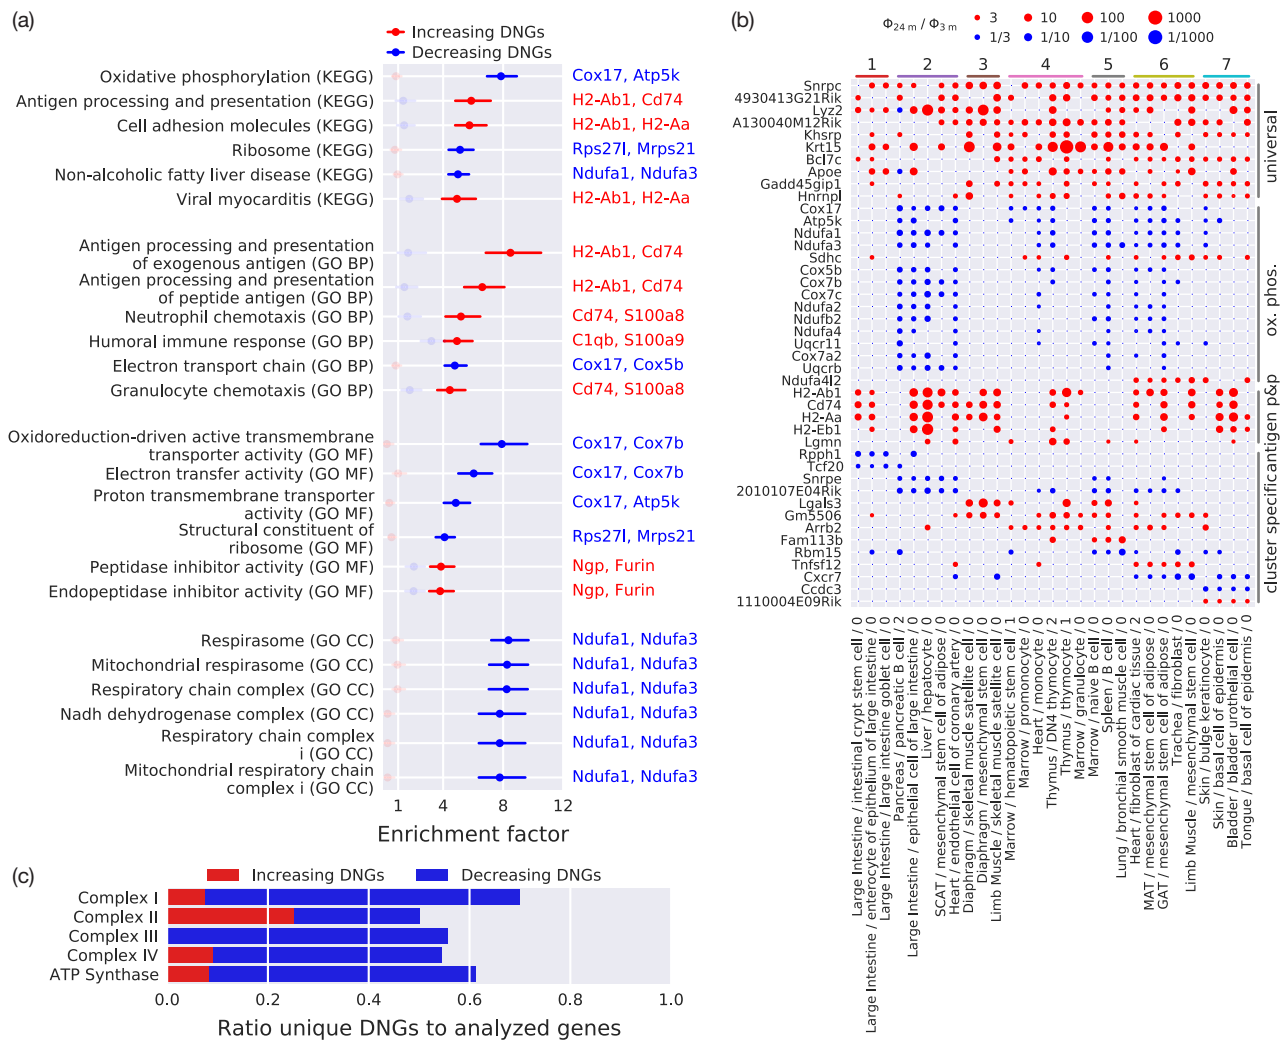 (a)
Increasing DNGs
Decreasing DNGs
Oxidative phosphorylation (KEGG) Cox17, Atp5k
Antigen processing and presentation (KEGG) H2-Ab1, Cd74
Cell adhesion molecules (KEGG) H2-Ab1, H2-Aa
Ribosome (KEGG) Rps27l, Mrps21
Non-alcoholic fatty liver disease (KEGG) Ndufa1, Ndufa3
Viral myocarditis (KEGG) H2-Ab1, H2-Aa
Antigen processing and presentation
of exogenous antigen (GO BP) H2-Ab1, Cd74
Antigen processing and presentation
of peptide antigen (GO BP) H2-Ab1, Cd74
Neutrophil chemotaxis (GO BP) Cd74, S100a8
Humoral immune response (GO BP) C1qb, S100a9
Electron transport chain (GO BP) Cox17, Cox5b
Granulocyte chemotaxis (GO BP) Cd74, S100a8
Oxidoreduction-driven active transmembrane
transporter activity (GO MF) Cox17, Cox7b
Electron transfer activity (GO MF) Cox17, Cox7b
Proton transmembrane transporter
activity (GO MF) Cox17, Atp5k
Structural constituent of
ribosome (GO MF) Rps27l, Mrps21
Peptidase inhibitor activity (GO MF) Ngp, Furin
Endopeptidase inhibitor activity (GO MF) Ngp, Furin
Respirasome (GO CC) Ndufa1, Ndufa3
Mitochondrial respirasome (GO CC) Ndufa1, Ndufa3
Respiratory chain complex (GO CC) Ndufa1, Ndufa3
Nadh dehydrogenase complex (GO CC) Ndufa1, Ndufa3
Respiratory chain complex
i (GO CC) Ndufa1, Ndufa3
Mitochondrial respiratory chain
complex i (GO CC) Ndufa1, Ndufa3
1 4 8 12
Enrichment factor
(b)
Φ24 m / Φ3 m
3 10 100 1000
1/3 1/10 1/100 1/1000
1 2 3 4 5 6 7
Snrpc
4930413G21Rik
Lyz2
A130040M12Rik
Khsrp
Krt15
Bcl7c
Apoe
Gadd45gip1
Hnrnpl
Cox17
Atp5k
Ndufa1
Ndufa3
Sdhc
Cox5b
Cox7b
Cox7c
Ndufa2
Ndufb2
Ndufa4
Uqcr11
Cox7a2
Uqcrb
Ndufa4l2
H2-Ab1
Cd74
H2-Aa
H2-Eb1
Lgmn
Rpph1
Tcf20
Snrpe
2010107E04Rik
Lgals3
Gm5506
Arrb2
Fam113b
Rbm15
Tnfsf12
Cxcr7
Ccdc3
1110004E09Rik
universal
ox. phos.
antigen p&p
cluster specific
Large Intestine / intestinal crypt stem cell / 0
Large Intestine / enterocyte of epithelium of large intestine / 0
Large Intestine / large intestine goblet cell / 0
Pancreas / pancreatic B cell / 2
Large Intestine / epithelial cell of large intestine / 0
Liver / hepatocyte / 0
SCAT / mesenchymal stem cell of adipose / 0
Heart / endothelial cell of coronary artery / 0
Diaphragm / skeletal muscle satellite cell / 0
Diaphragm / mesenchymal stem cell / 0
Limb Muscle / skeletal muscle satellite cell / 0
Marrow / hematopoietic stem cell / 1
Marrow / promonocyte / 0
Heart / monocyte / 0
Thymus / DN4 thymocyte / 2
Thymus / thymocyte / 1
Marrow / granulocyte / 0
Marrow / naive B cell / 0
Spleen / B cell / 0
Lung / bronchial smooth muscle cell / 0
Heart / fibroblast of cardiac tissue / 2
MAT / mesenchymal stem cell of adipose / 0
GAT / mesenchymal stem cell of adipose / 0
Trachea / fibroblast / 0
Limb Muscle / mesenchymal stem cell / 0
Skin / bulge keratinocyte / 0
Skin / basal cell of epidermis / 0
Bladder / bladder urothelial cell / 0
Tongue / basal cell of epidermis / 0
(c)
Increasing DNGs Decreasing DNGs
Complex I
Complex II
Complex III
Complex IV
ATP Synthase
0.0 0.2 0.4 0.6 0.8 1.0
Ratio unique DNGs to analyzed genes